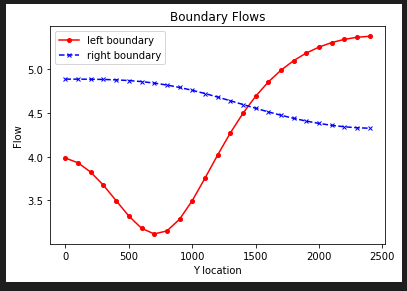 Boundary Flows
left boundary
right boundary
Flow
5.0
4.5
4.0
3.5
0 500 1000 1500 2000 2500
Y location